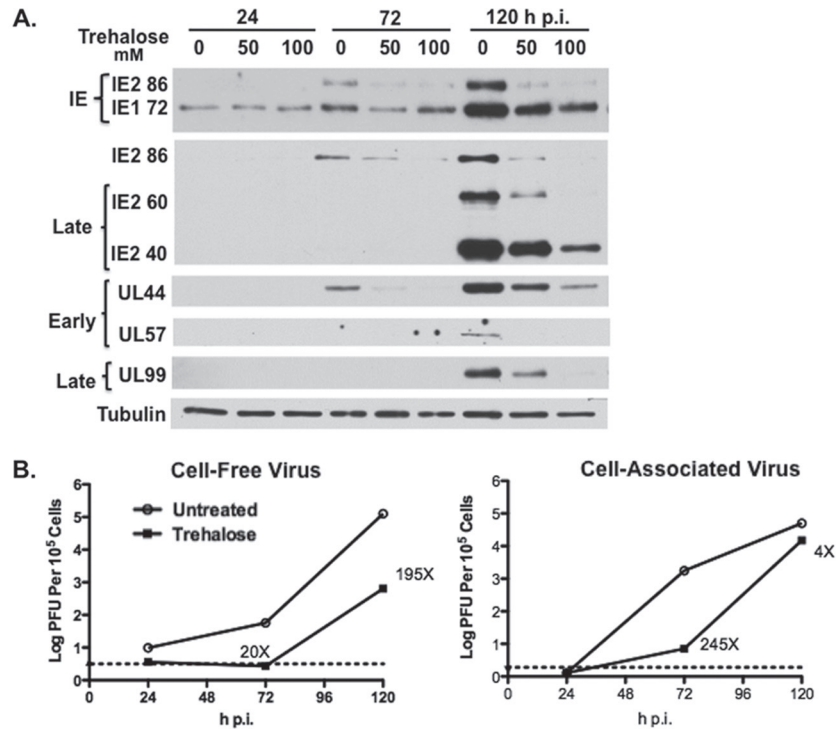 A.
24 72 120 h p.i.
Trehalose mM 0 50 100 0 50 100 0 50 100
IE
IE2 86
IE1 72
IE2 86
Late
IE2 60
IE2 40
Early
UL44
UL57
Late
UL99
Tubulin
B.
Cell-Free Virus
Log PFU Per 10⁵ Cells
6
5
4
3
2
1
0
Untreated
Trehalose
195X
20X
0 24 48 72 96 120
h p.i.
Cell-Associated Virus
Log PFU Per 10⁵ Cells
6
5
4
3
2
1
0
4X
245X
0 24 48 72 96 120
h p.i.